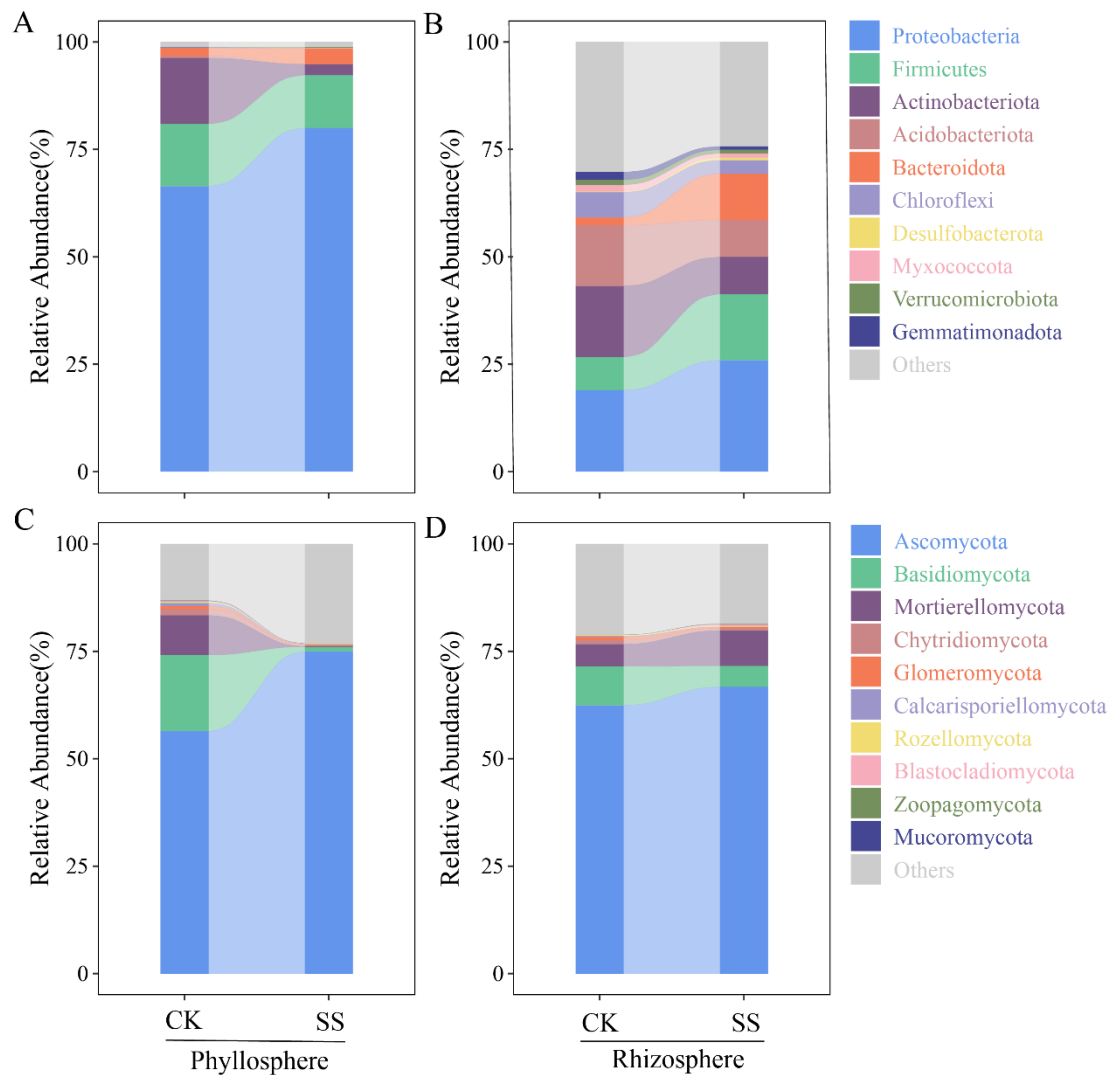 A
B
100
75
50
25
0
Relative Abundance(%)
100
75
50
25
0
Relative Abundance(%)
Proteobacteria
Firmicutes
Actinobacteriota
Acidobacteriota
Bacteroidota
Chloroflexi
Desulfobacterota
Myxococcota
Verrucomicrobiota
Gemmatimonadota
Others
C
D
100
75
50
25
0
Relative Abundance(%)
100
75
50
25
0
Relative Abundance(%)
Ascomycota
Basidiomycota
Mortierellomycota
Chytridiomycota
Glomeromycota
Calcarisporiellomycota
Rozellomycota
Blastocladiomycota
Zoopagomycota
Mucoromycota
Others
CK SS
Phyllosphere
CK SS
Rhizosphere